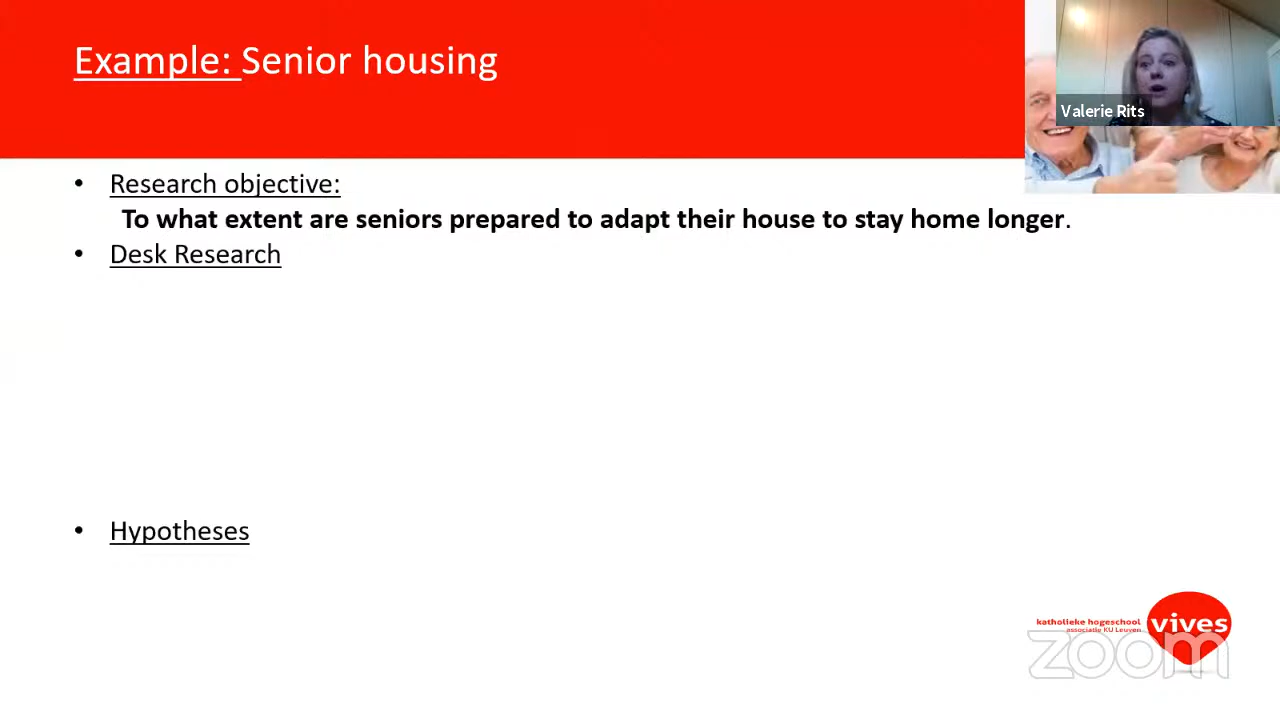 Example: Senior housing
Valerie Rits
• Research objective:
To what extent are seniors prepared to adapt their house to stay home longer.
• Desk Research
• Hypotheses
katholieke hogeschool
associatie KU Leuven
vives
zoom